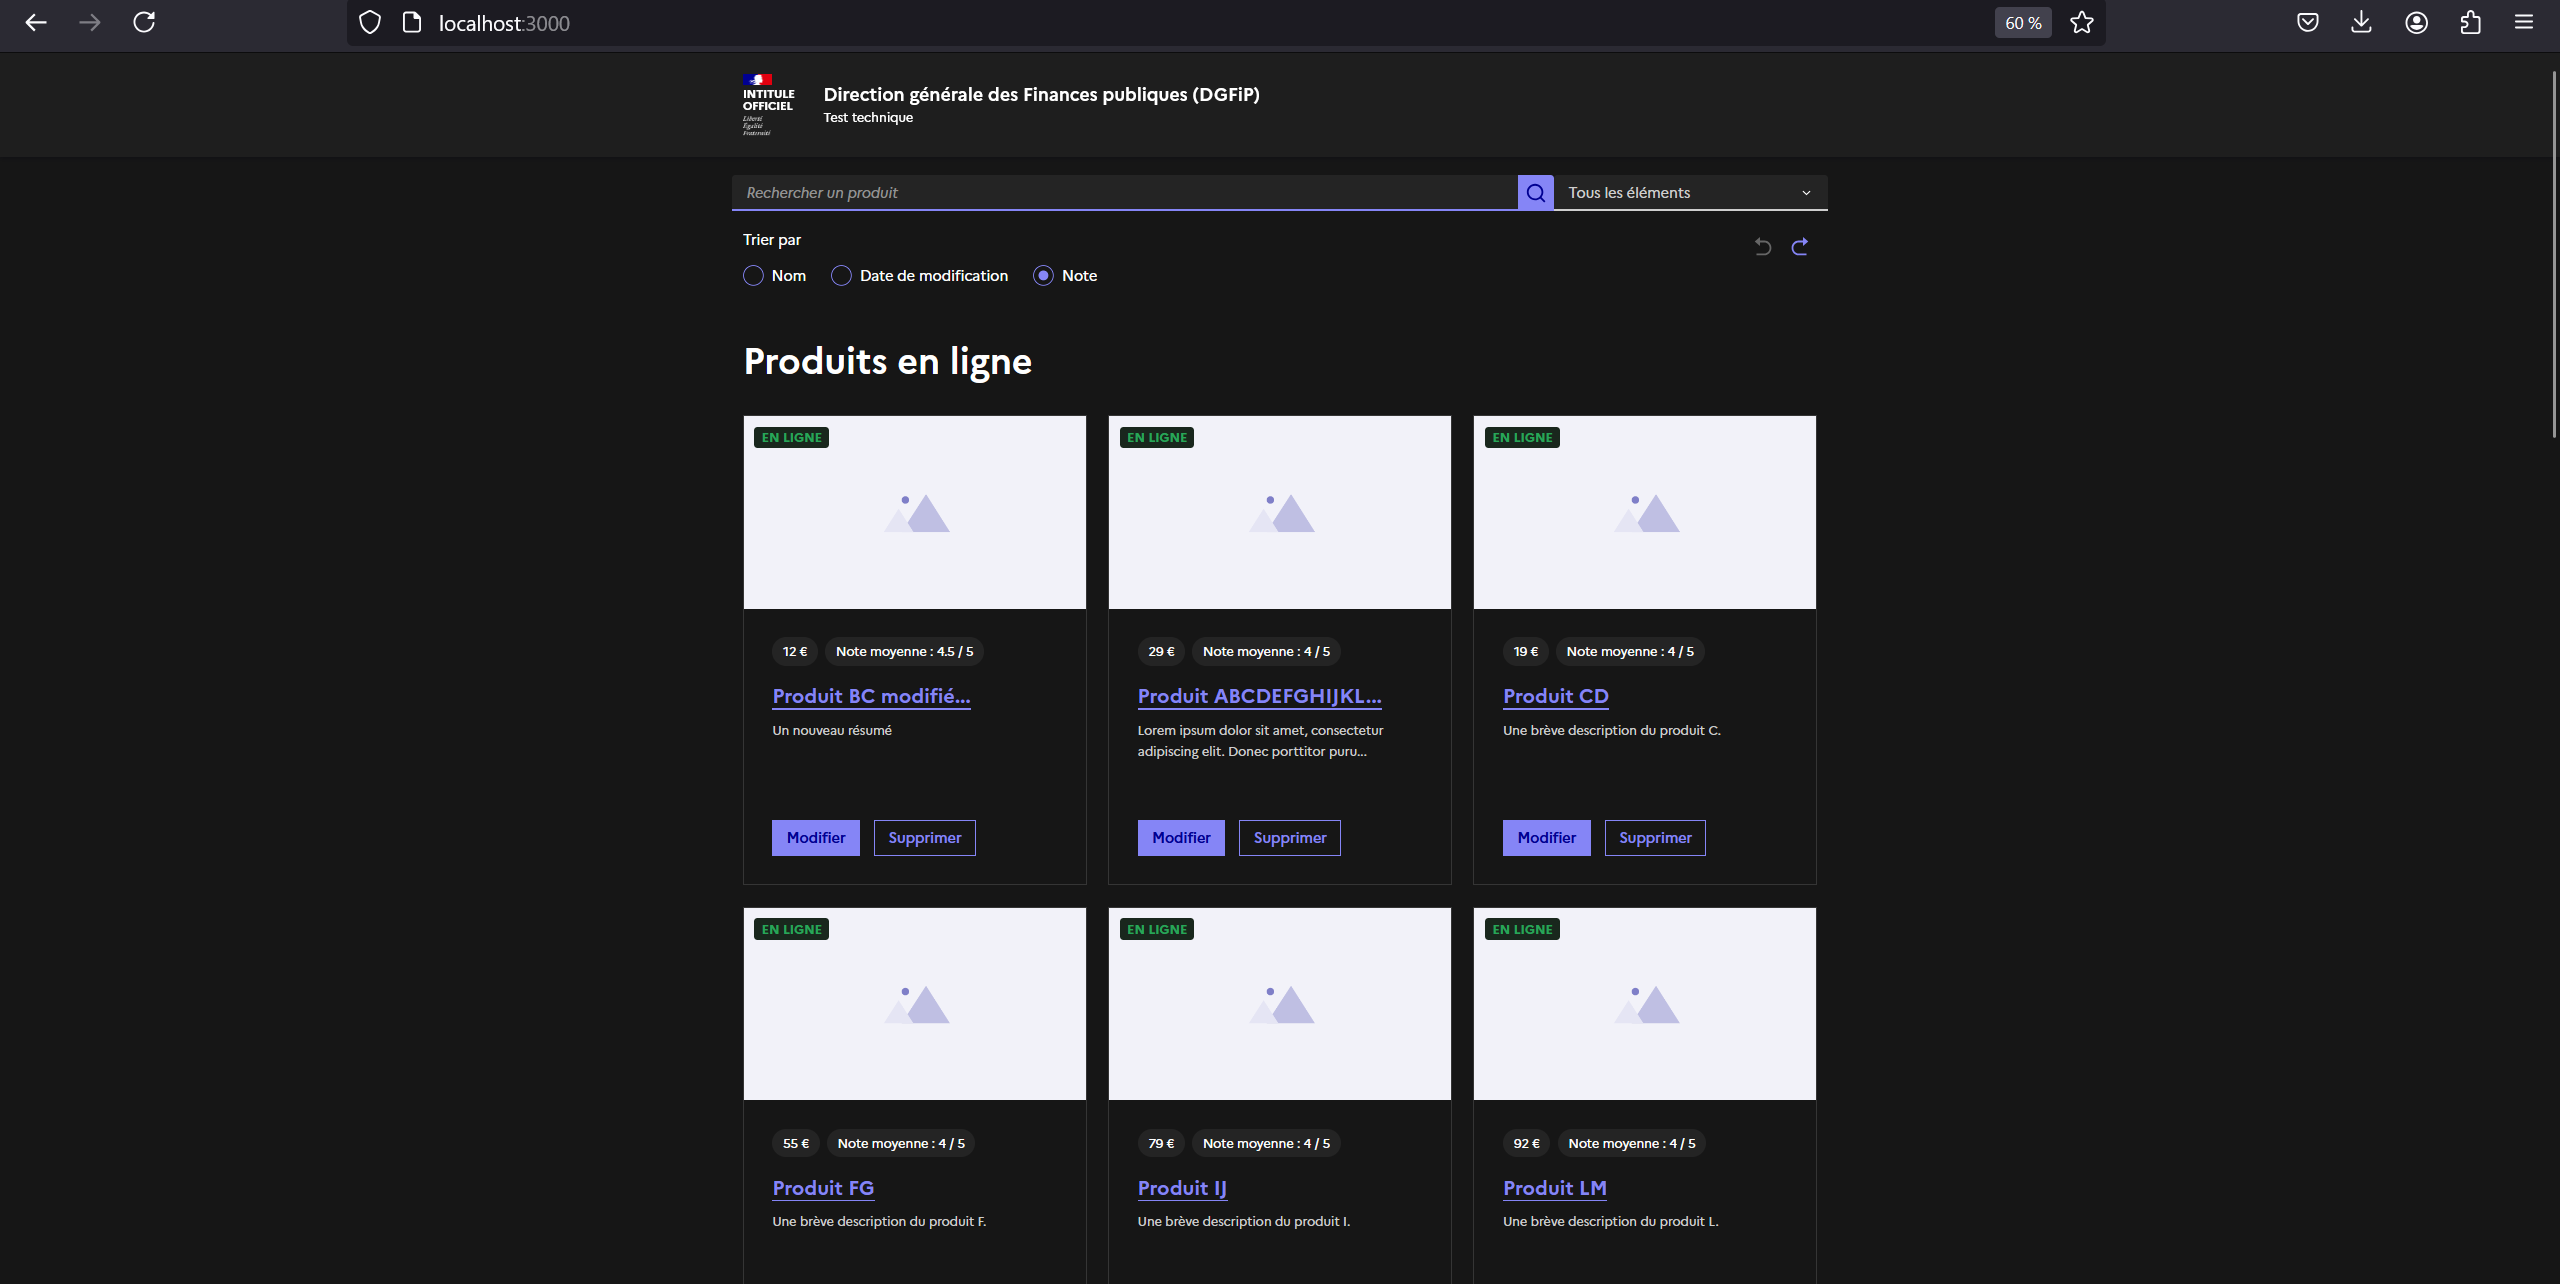 localhost:3000
60 %
INTITULE
OFFICIEL
Liberté
Égalité
Fraternité
Direction générale des Finances publiques (DGFiP)
Test technique
Rechercher un produit
Tous les éléments
Trier par
Nom
Date de modification
Note
Produits en ligne
EN LIGNE
12 €
Note moyenne : 4.5 / 5
Produit BC modifié...
Un nouveau résumé
Modifier
Supprimer
EN LIGNE
29 €
Note moyenne : 4 / 5
Produit ABCDEFGHIJKL...
Lorem ipsum dolor sit amet, consectetur
adipiscing elit. Donec porttitor puru...
Modifier
Supprimer
EN LIGNE
19 €
Note moyenne : 4 / 5
Produit CD
Une brève description du produit C.
Modifier
Supprimer
EN LIGNE
55 €
Note moyenne : 4 / 5
Produit FG
Une brève description du produit F.
EN LIGNE
79 €
Note moyenne : 4 / 5
Produit IJ
Une brève description du produit I.
EN LIGNE
92 €
Note moyenne : 4 / 5
Produit LM
Une brève description du produit L.